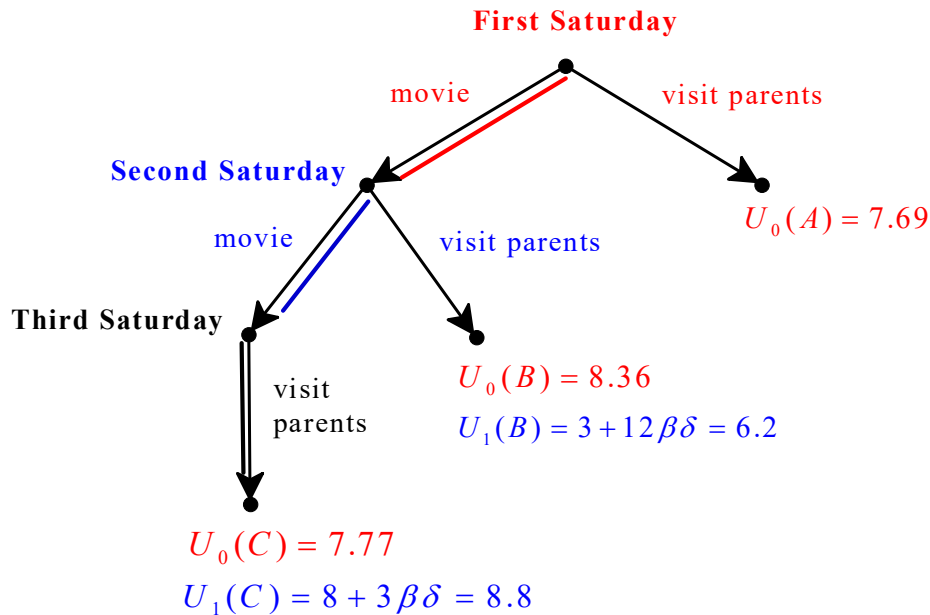 First Saturday
movie
visit parents
Second Saturday
U₀(A) = 7.69
movie
visit parents
Third Saturday
visit
parents
U₀(B) = 8.36
U₁(B) = 3 + 12βδ = 6.2
U₀(C) = 7.77
U₁(C) = 8 + 3βδ = 8.8